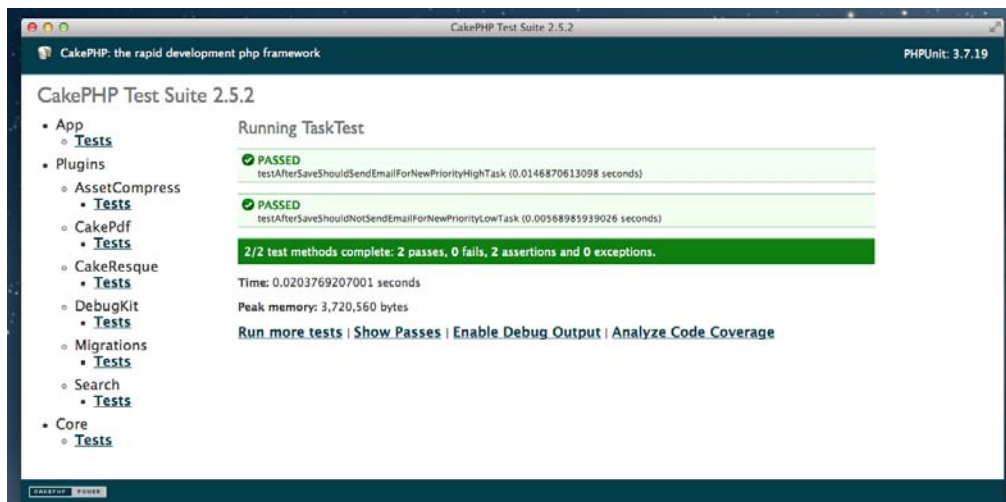 CakePHP Test Suite 2.5.2
CakePHP: the rapid development php framework
PHPUnit: 3.7.19
CakePHP Test Suite 2.5.2
App
Tests
Plugins
AssetCompress
Tests
CakePdf
Tests
CakeResque
Tests
DebugKit
Tests
Migrations
Tests
Search
Tests
Core
Tests
Running TaskTest
PASSED
testAfterSaveShouldSendEmailForNewPriorityHighTask (0.0146870613098 seconds)
PASSED
testAfterSaveShouldNotSendEmailForNewPriorityLowTask (0.00568985939026 seconds)
2/2 test methods complete: 2 passes, 0 fails, 2 assertions and 0 exceptions.
Time: 0.0203769207001 seconds
Peak memory: 3,720,560 bytes
Run more tests | Show Passes | Enable Debug Output | Analyze Code Coverage
CAKEPHP POWER